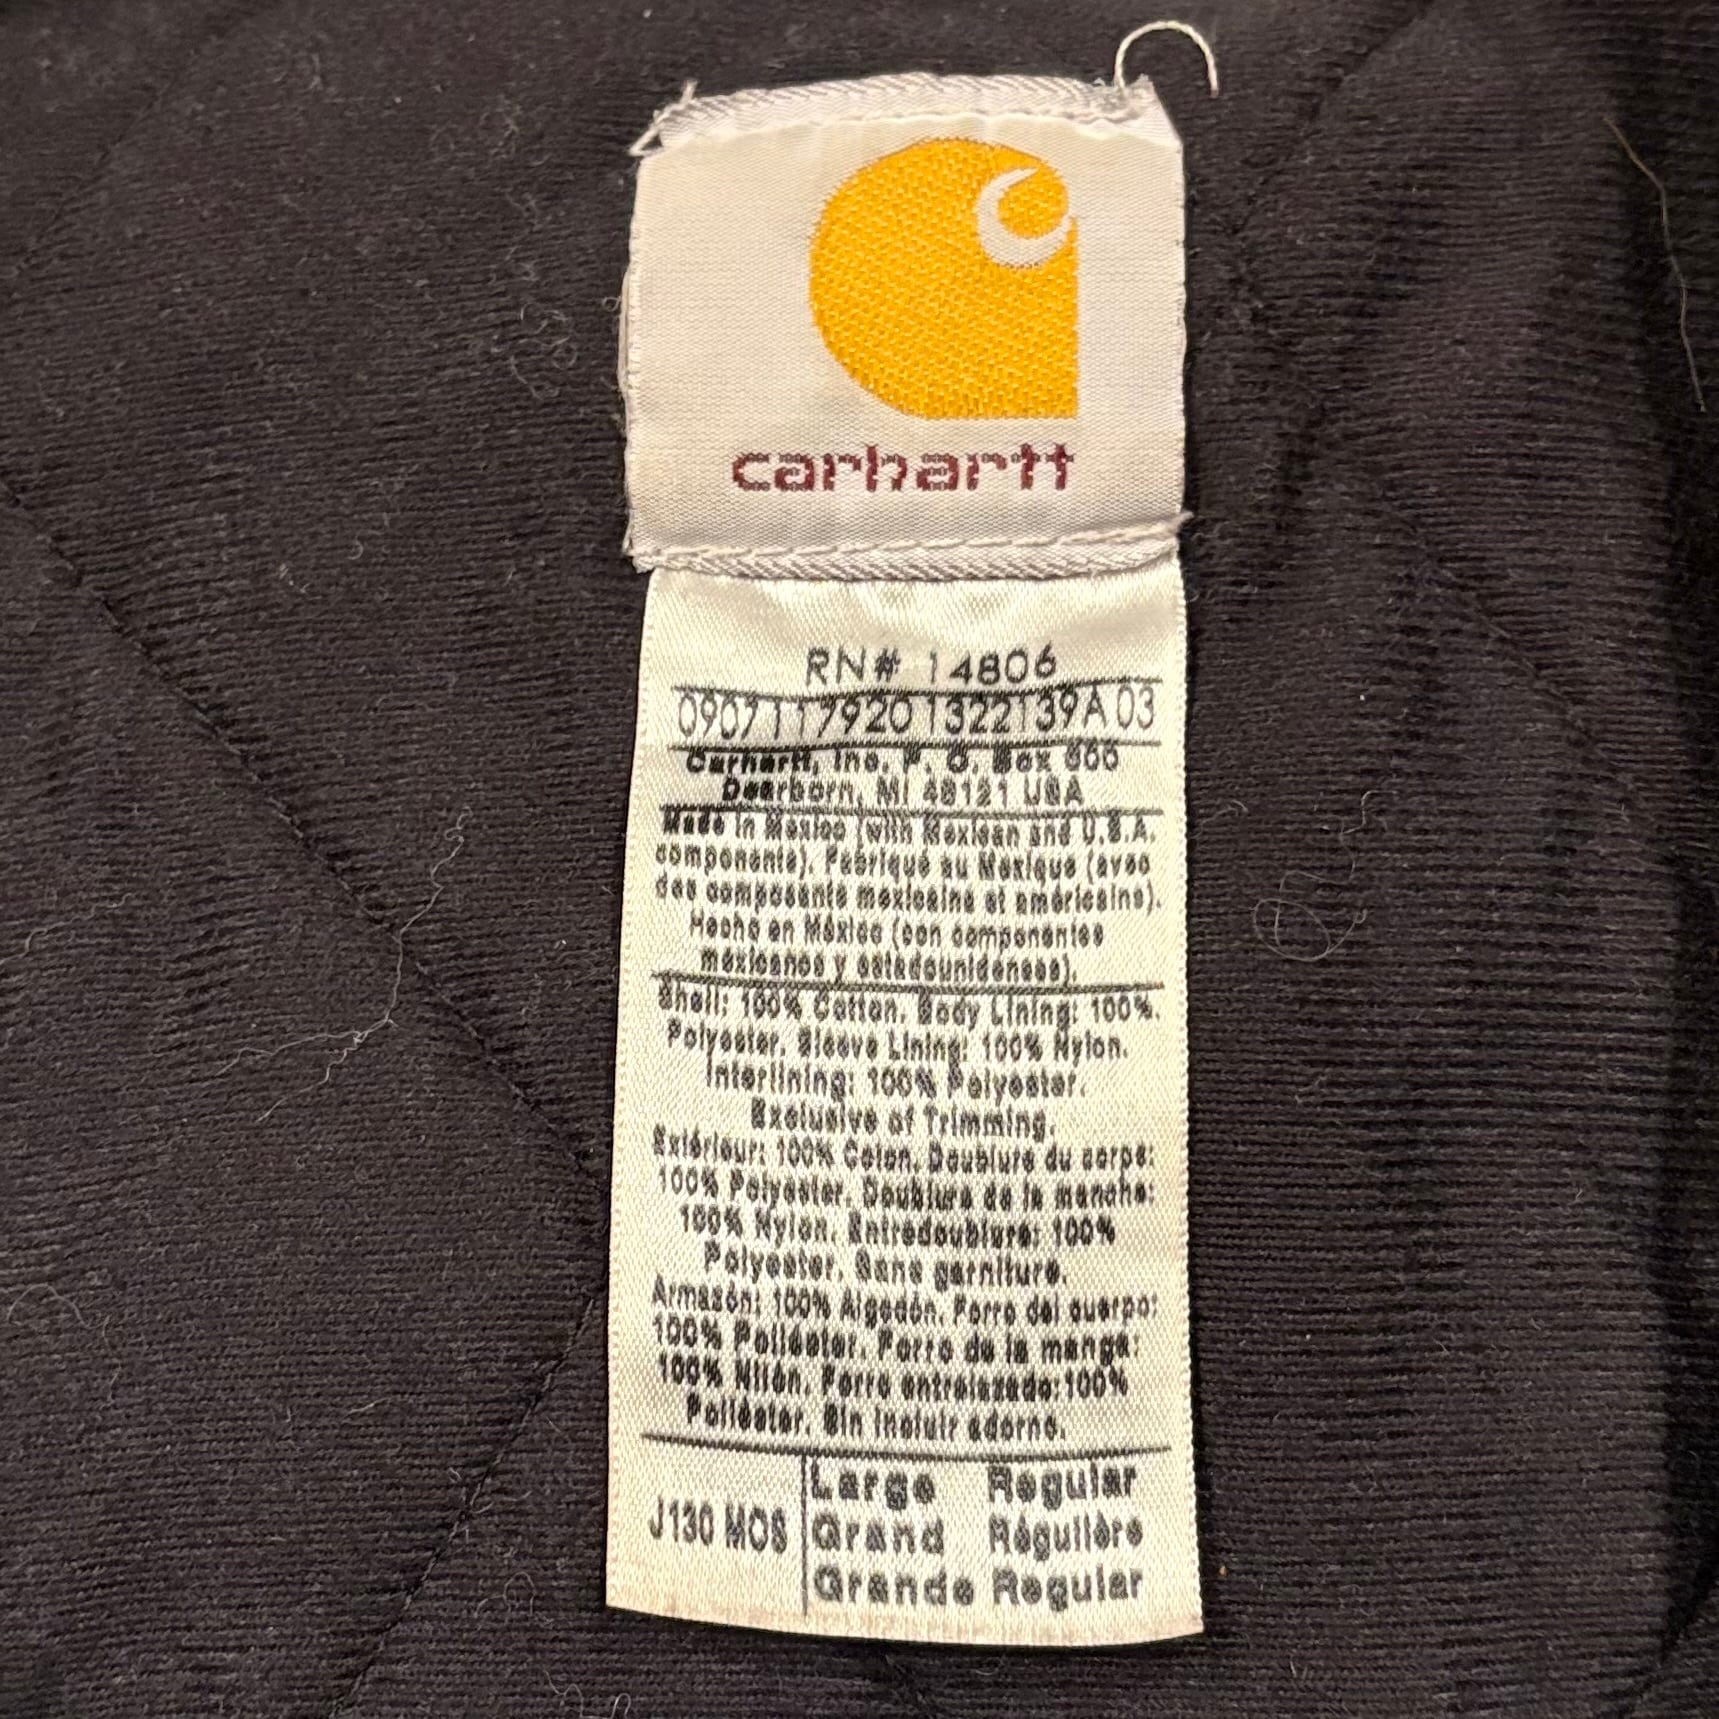 carhartt
RN# 14806
0907117920 1322139A 03
Carhartt, Inc. P. O. Box 600
Dearborn, MI 48121 USA
Made in Mexico (with Mexican and U.S.A.
components). Fabriqué au Mexique (avec
des composants mexicains et américains).
Hecho en México (con componentes
mexicanos y estadounidenses).
Shell: 100% Cotton. Body Lining: 100%
Polyester. Sleeve Lining: 100% Nylon.
Interlining: 100% Polyester.
Exclusive of Trimming.
Extérieur: 100% Coton. Doublure du corps:
100% Polyester. Doublure de la manche:
100% Nylon. Entredoublure: 100%
Polyester. Sans garniture.
Armazón: 100% Algodón. Forro del cuerpo:
100% Poliéster. Forro de la manga:
100% Nilón. Forro entrelazado: 100%
Poliéster. Sin incluir adorno.
J130 MOS
Large Regular
Grand Régulière
Grande Regular